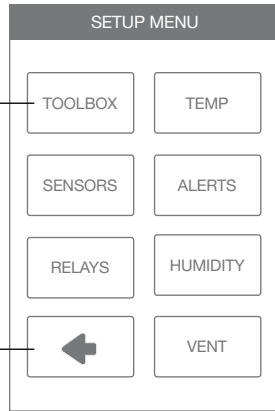 SETUP MENU
TOOLBOX TEMP
SENSORS ALERTS
RELAYS HUMIDITY
VENT